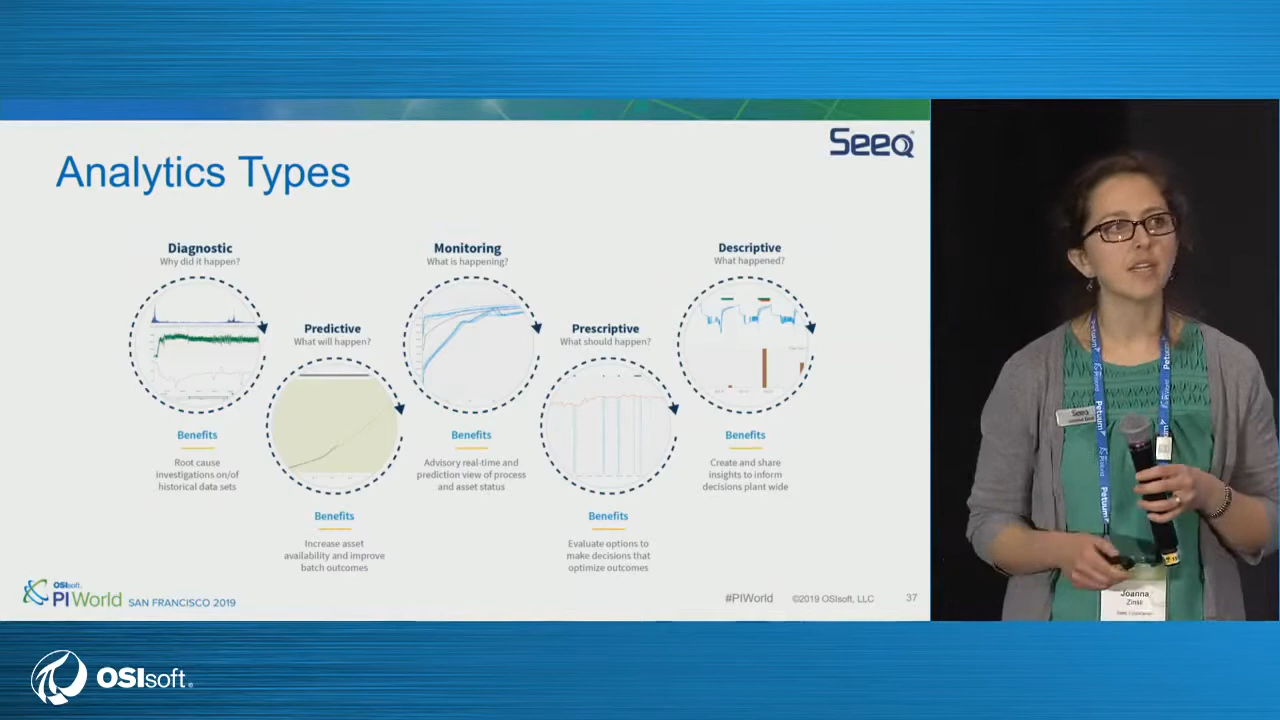 Seeq
Analytics Types
Diagnostic
Why did it happen?
Monitoring
What is happening?
Descriptive
What happened?
Predictive
What will happen?
Prescriptive
What should happen?
Benefits
Root cause
investigations on/of
historical data sets
Benefits
Advisory real-time and
prediction view of process
and asset status
Benefits
Create and share
insights to inform
decisions plant wide
Benefits
Increase asset
availability and improve
batch outcomes
Benefits
Evaluate options to
make decisions that
optimize outcomes
OSIsoft.
PI World SAN FRANCISCO 2019
#PIWorld ©2019 OSIsoft, LLC 37
Seeq
Petuum
Petuum
Petuum
Joanna
OSIsoft.